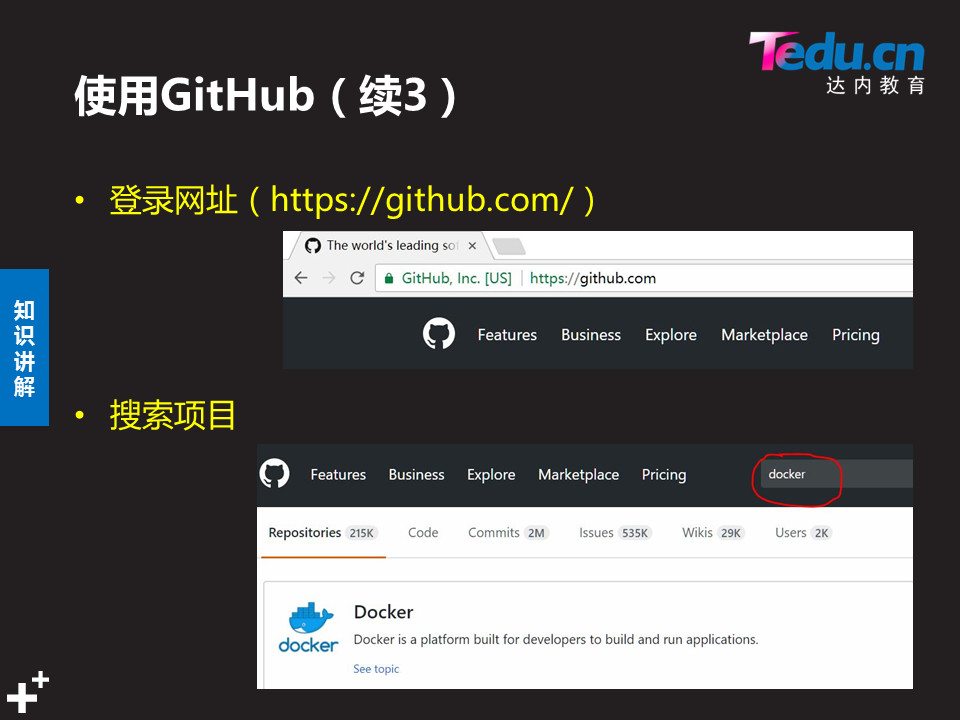 Tedu.cn
达内教育
使用GitHub（续3）
• 登录网址（https://github.com/）
The world's leading sof
GitHub, Inc. [US] | https://github.com
Features Business Explore Marketplace Pricing
知识讲解
• 搜索项目
Features Business Explore Marketplace Pricing docker
Repositories 215K Code Commits 2M Issues 535K Wikis 29K Users 2K
Docker
docker
Docker is a platform built for developers to build and run applications.
See topic